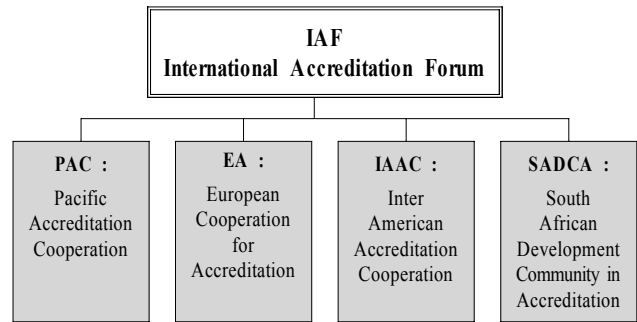 IAF
International Accreditation Forum
PAC :
Pacific
Accreditation
Cooperation
EA :
European
Cooperation
for
Accreditation
IAAC :
Inter
American
Accreditation
Cooperation
SADCA :
South
African
Development
Community in
Accreditation